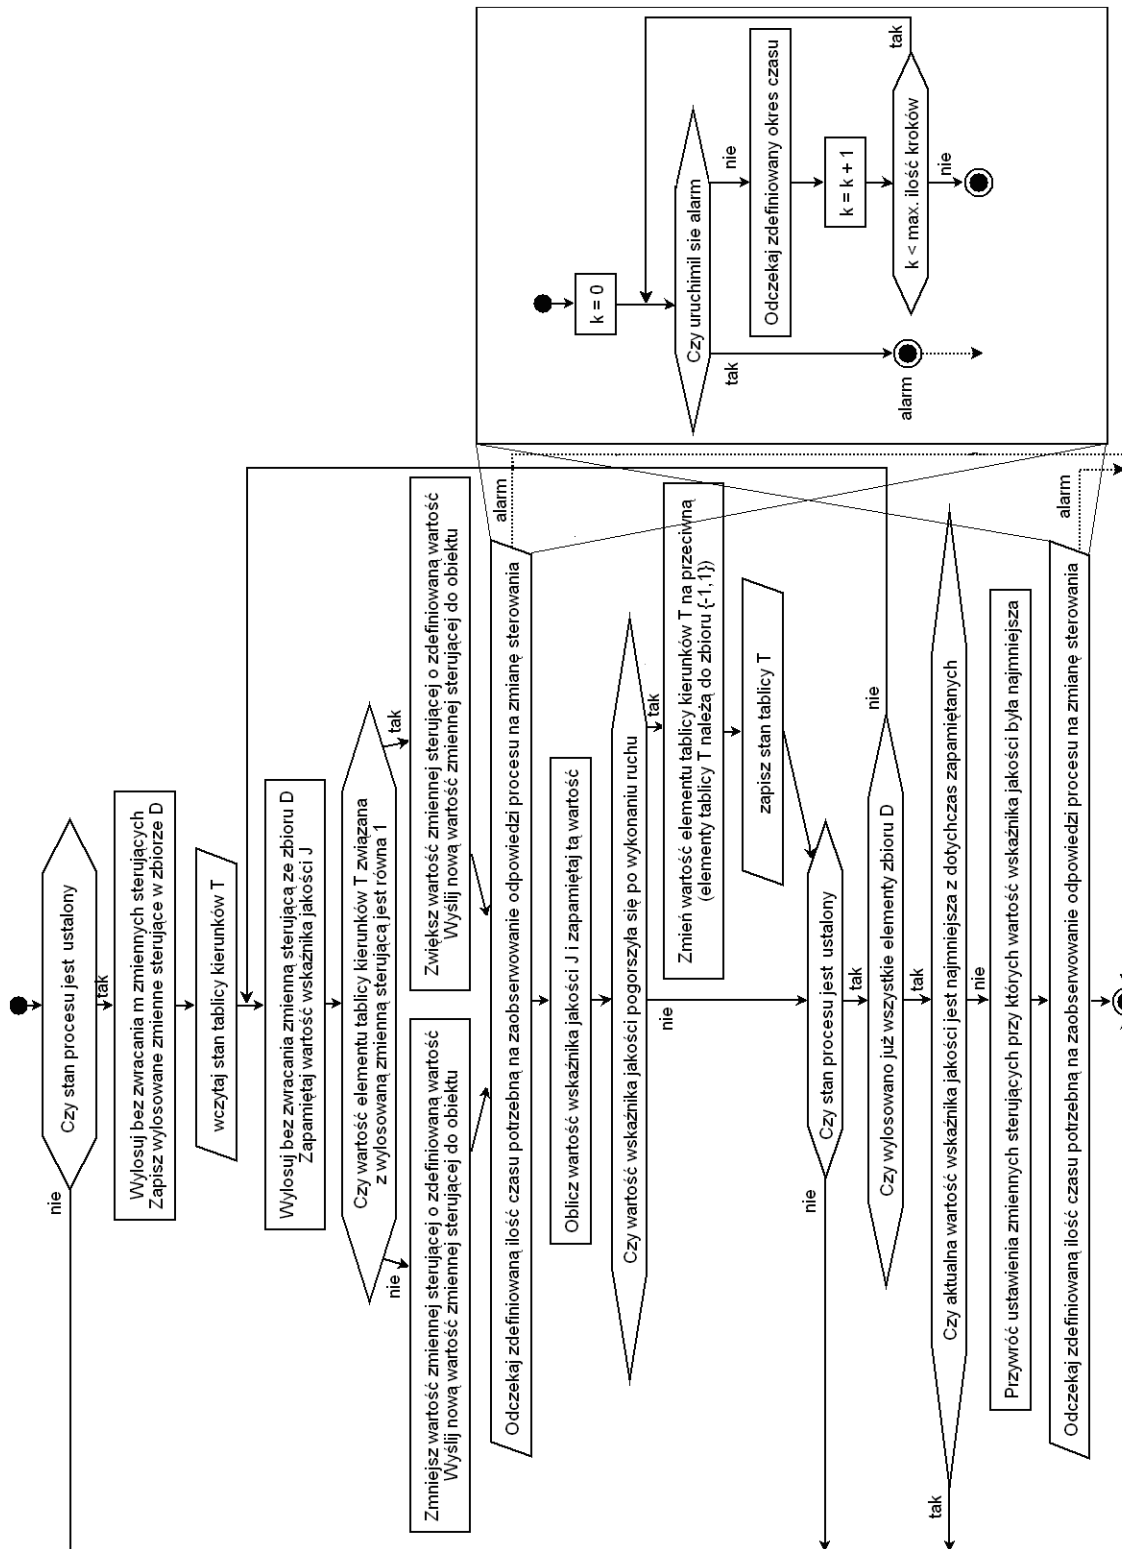 Czy stan procesu jest ustalony
nie
tak
Wylosuj bez zwracania m zmiennych sterujących
Zapisz wylosowane zmienne sterujące w zbiorze D
wczytaj stan tablicy kierunków T
Wylosuj bez zwracania zmienną sterującą ze zbioru D
Zapamiętaj wartość wskaźnika jakości J
Czy wartość elementu tablicy kierunków T związana
z wylosowaną zmienną sterującą jest równa 1
nie
tak
Zmniejsz wartość zmiennej sterującej o zdefiniowaną wartość
Wyślij nową wartość zmiennej sterującej do obiektu
Zwiększ wartość zmiennej sterującej o zdefiniowaną wartość
Wyślij nową wartość zmiennej sterującej do obiektu
alarm
Odczekaj zdefiniowaną ilość czasu potrzebną na zaobserwowanie odpowiedzi procesu na zmianę sterowania
Oblicz wartość wskaźnika jakości J i zapamiętaj tą wartość
Czy wartość wskaźnika jakości pogorszyła się po wykonaniu ruchu
nie
tak
Zmień wartość elementu tablicy kierunków T na przeciwną
(elementy tablicy T należą do zbioru {-1,1})
zapisz stan tablicy T
Czy stan procesu jest ustalony
nie
tak
Czy wylosowano już wszystkie elementy zbioru D
nie
tak
Czy aktualna wartość wskaźnika jakości jest najmniejsza z dotychczas zapamiętanych
tak
nie
Przywróć ustawienia zmiennych sterujących przy których wartość wskaźnika jakości była najmniejsza
alarm
Odczekaj zdefiniowaną ilość czasu potrzebną na zaobserwowanie odpowiedzi procesu na zmianę sterowania
k = 0
Czy uruchimil sie alarm
tak
nie
Odczekaj zdefiniowany okres czasu
k = k + 1
k < max. ilość kroków
tak
nie
alarm